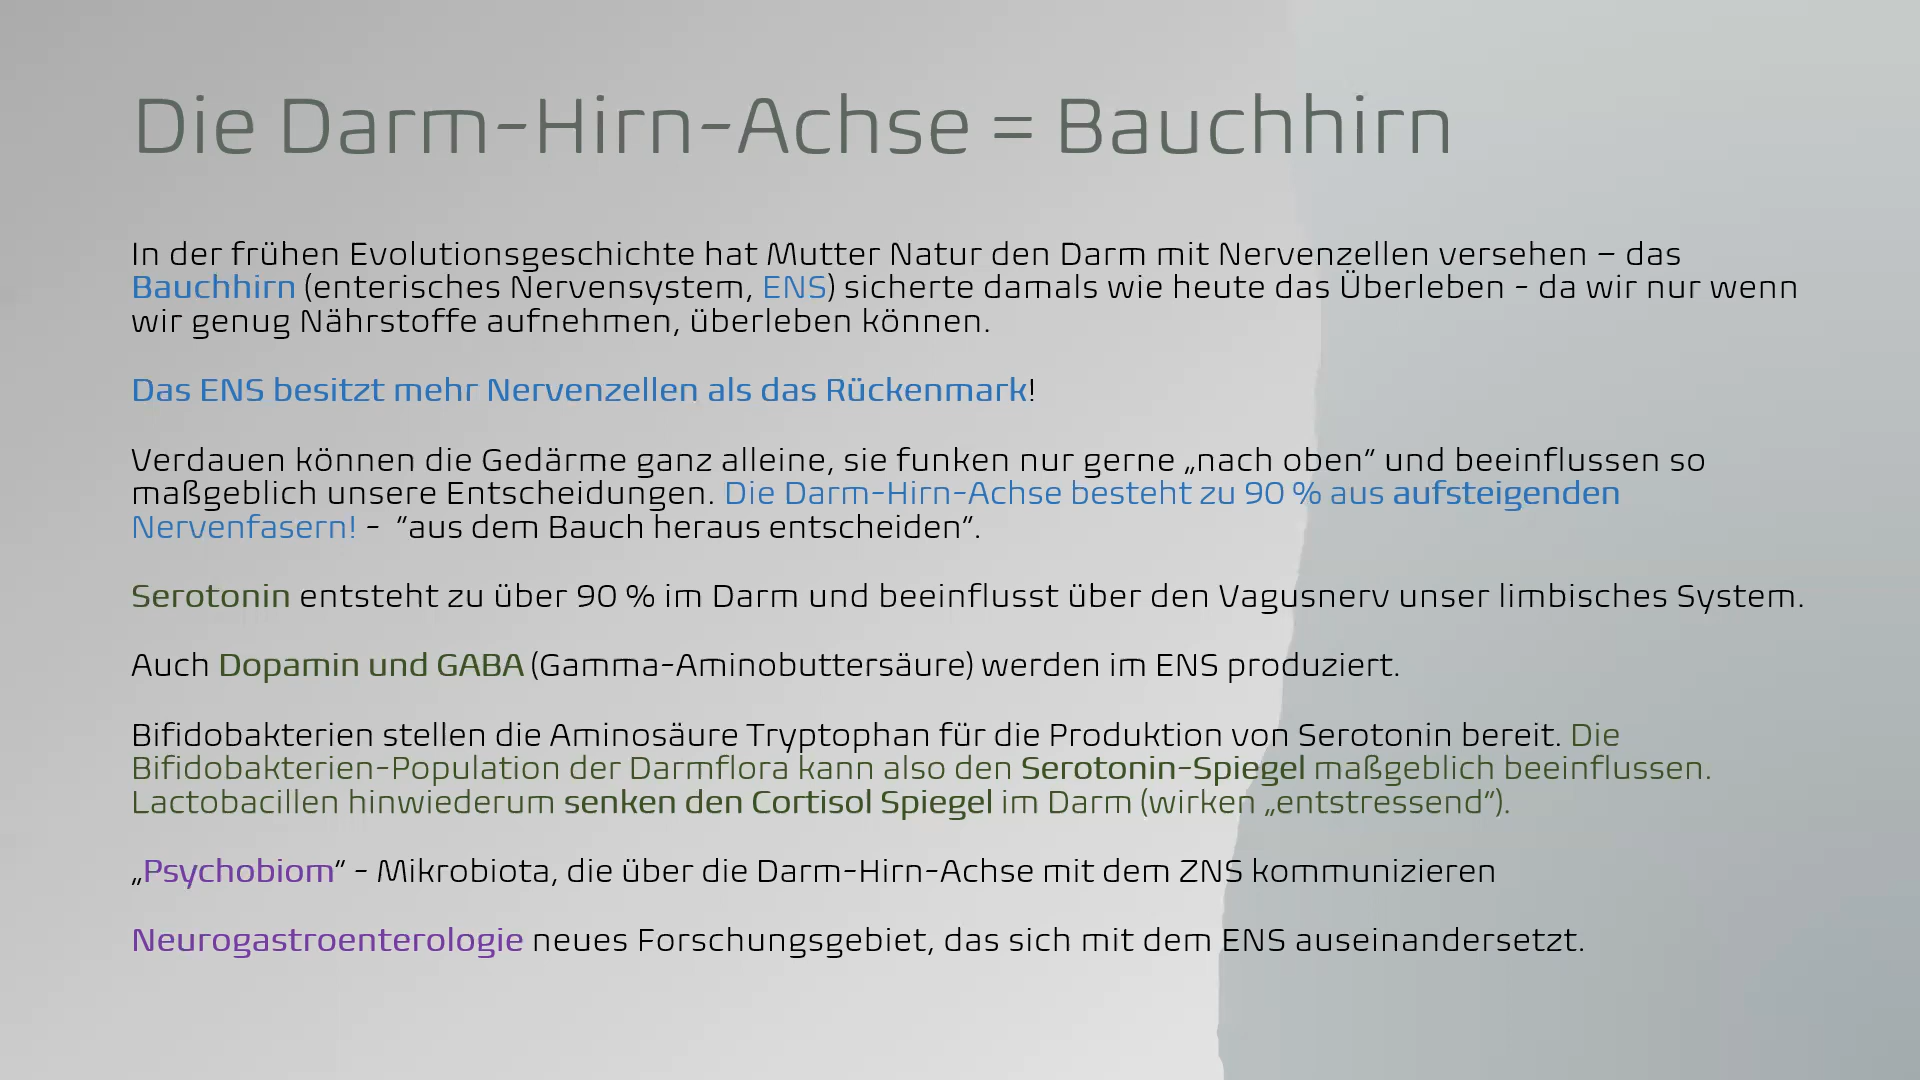 Die Darm-Hirn-Achse = Bauchhirn
In der frühen Evolutionsgeschichte hat Mutter Natur den Darm mit Nervenzellen versehen – das
Bauchhirn (enterisches Nervensystem, ENS) sicherte damals wie heute das Überleben - da wir nur wenn
wir genug Nährstoffe aufnehmen, überleben können.
Das ENS besitzt mehr Nervenzellen als das Rückenmark!
Verdauen können die Gedärme ganz alleine, sie funken nur gerne „nach oben“ und beeinflussen so
maßgeblich unsere Entscheidungen. Die Darm-Hirn-Achse besteht zu 90 % aus aufsteigenden
Nervenfasern! - “aus dem Bauch heraus entscheiden”.
Serotonin entsteht zu über 90 % im Darm und beeinflusst über den Vagusnerv unser limbisches System.
Auch Dopamin und GABA (Gamma-Aminobuttersäure) werden im ENS produziert.
Bifidobakterien stellen die Aminosäure Tryptophan für die Produktion von Serotonin bereit. Die
Bifidobakterien-Population der Darmflora kann also den Serotonin-Spiegel maßgeblich beeinflussen.
Lactobacillen hinwiederum senken den Cortisol Spiegel im Darm (wirken „entstressend“).
„Psychobiom“ - Mikrobiota, die über die Darm-Hirn-Achse mit dem ZNS kommunizieren
Neurogastroenterologie neues Forschungsgebiet, das sich mit dem ENS auseinandersetzt.